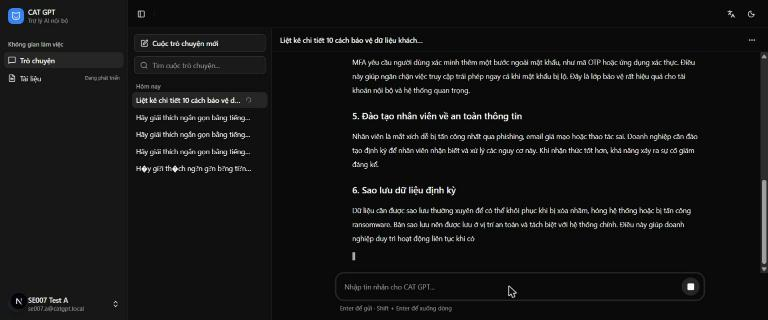 CAT GPT
Trợ lý AI nội bộ
Không gian làm việc
Trò chuyện
Tài liệu
Đang phát triển
N
SE007 Test A
se007.a@catgpt.local
Cuộc trò chuyện mới
Tìm cuộc trò chuyện...
Hôm nay
Liệt kê chi tiết 10 cách bảo vệ d...
Hãy giải thích ngắn gọn bằng tiếng...
Hãy giải thích ngắn gọn bằng tiếng...
Hãy giải thích ngắn gọn bằng tiếng...
Liệt kê chi tiết 10 cách bảo vệ dữ liệu khách...
MFA yêu cầu người dùng xác minh thêm một bước ngoài mật khẩu, như mã OTP hoặc ứng dụng xác thực. Điều
này giúp ngăn chặn việc truy cập trái phép ngay cả khi mật khẩu bị lộ. Đây là lớp bảo vệ rất hiệu quả cho tài
khoản nội bộ và hệ thống quan trọng.
5. Đào tạo nhân viên về an toàn thông tin
Nhân viên là mắt xích dễ bị tấn công nhất qua phishing, email giả mạo hoặc thao tác sai. Doanh nghiệp cần đào
tạo định kỳ để nhân viên nhận biết và xử lý các nguy cơ này. Khi nhận thức tốt hơn, khả năng xảy ra sự cố giảm
đáng kể.
6. Sao lưu dữ liệu định kỳ
Dữ liệu cần được sao lưu thường xuyên để có thể khôi phục khi bị xóa nhầm, hỏng hệ thống hoặc bị tấn công
ransomware. Bản sao lưu nên được lưu ở vị trí an toàn và tách biệt với hệ thống chính. Điều này giúp doanh
nghiệp duy trì hoạt động liên tục khi có
Nhập tin nhắn cho CAT GPT...
Enter để gửi · Shift + Enter để xuống dòng